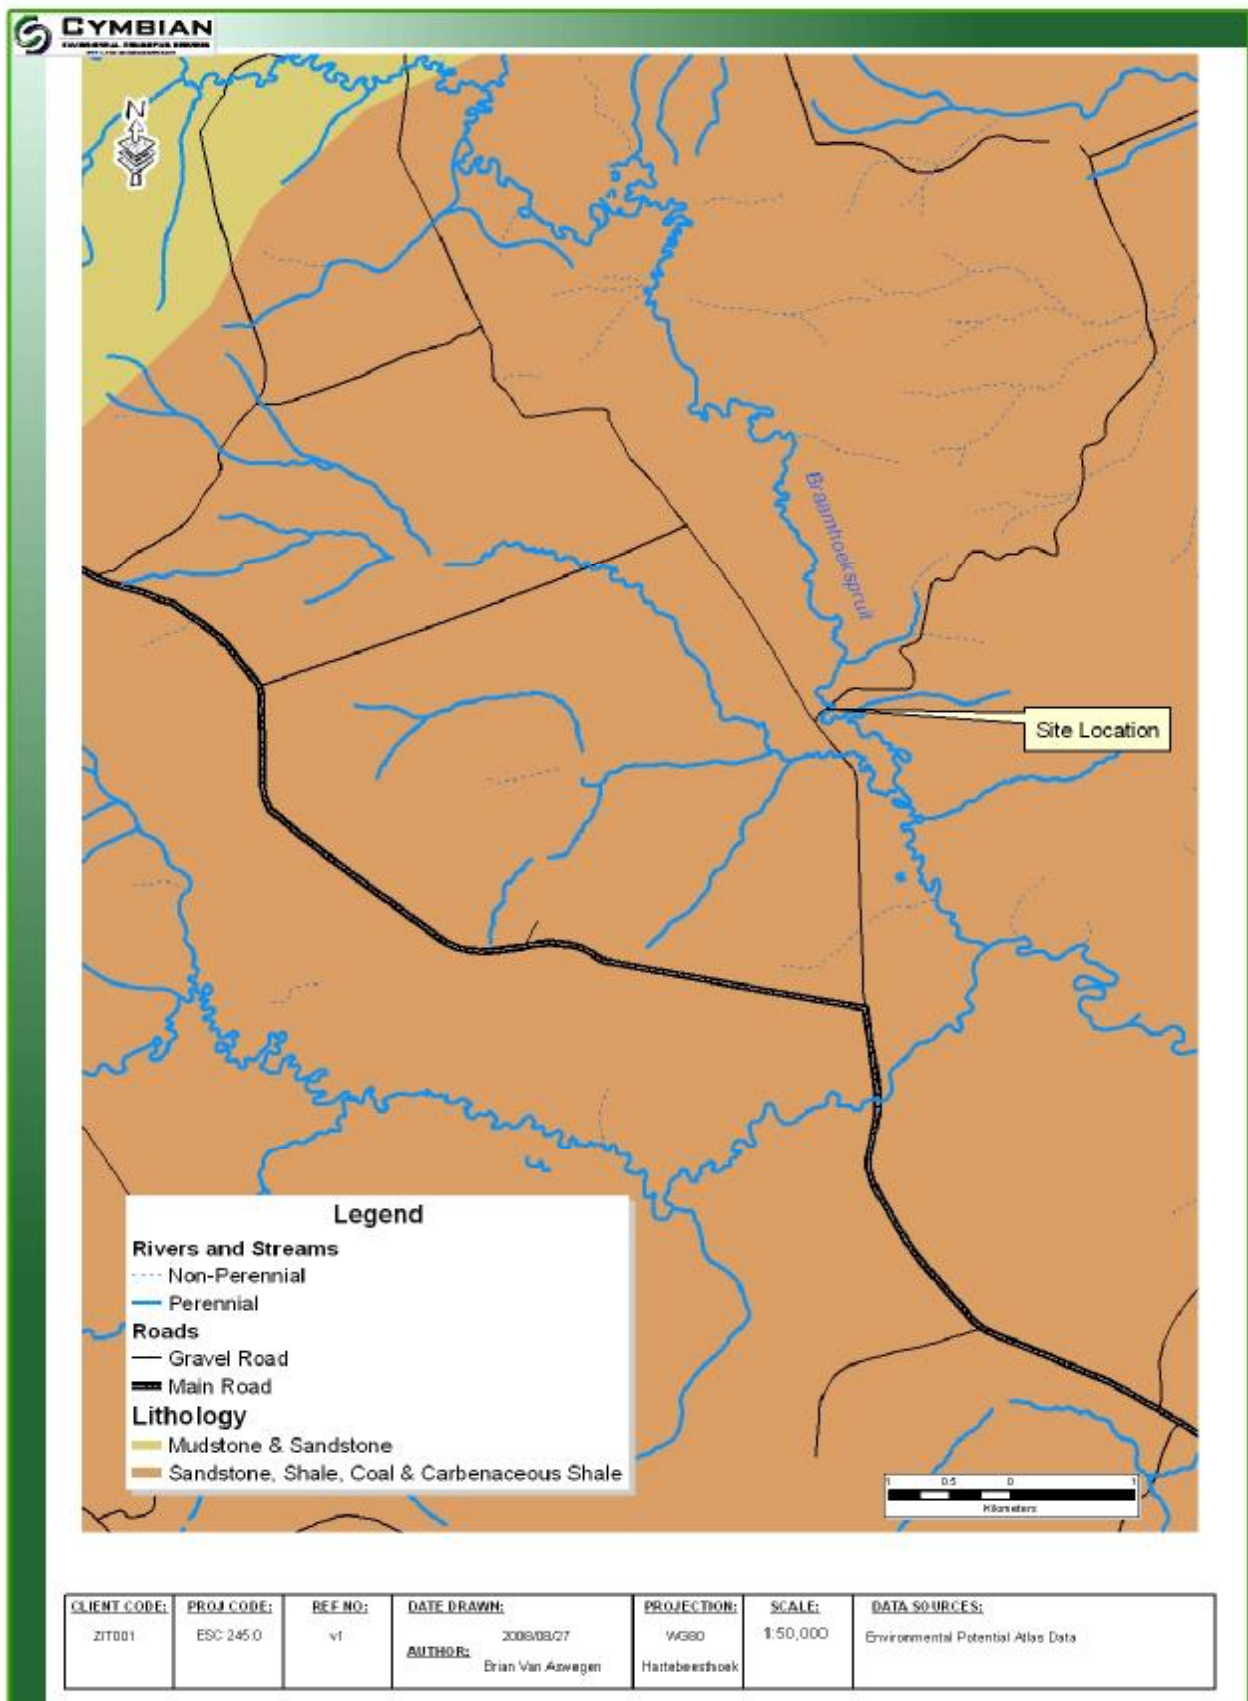 CYMBIAN
N
Braamhoekspruit
Site Location
Legend
Rivers and Streams
Non-Perennial
Perennial
Roads
Gravel Road
Main Road
Lithology
Mudstone & Sandstone
Sandstone, Shale, Coal & Carbenaceous Shale
1 0.5 0 1
Kilometers
CLIENT CODE: PROJ CODE: REF NO: DATE DRAWN: PROJECTION: SCALE: DATA SOURCES:
ZIT001 ESC 245.0 v1 2008/08/27 WG80 1:50,000 Environmental Potential Atlas Data
AUTHOR: Brian Van Aswegen Hartebeesthoek